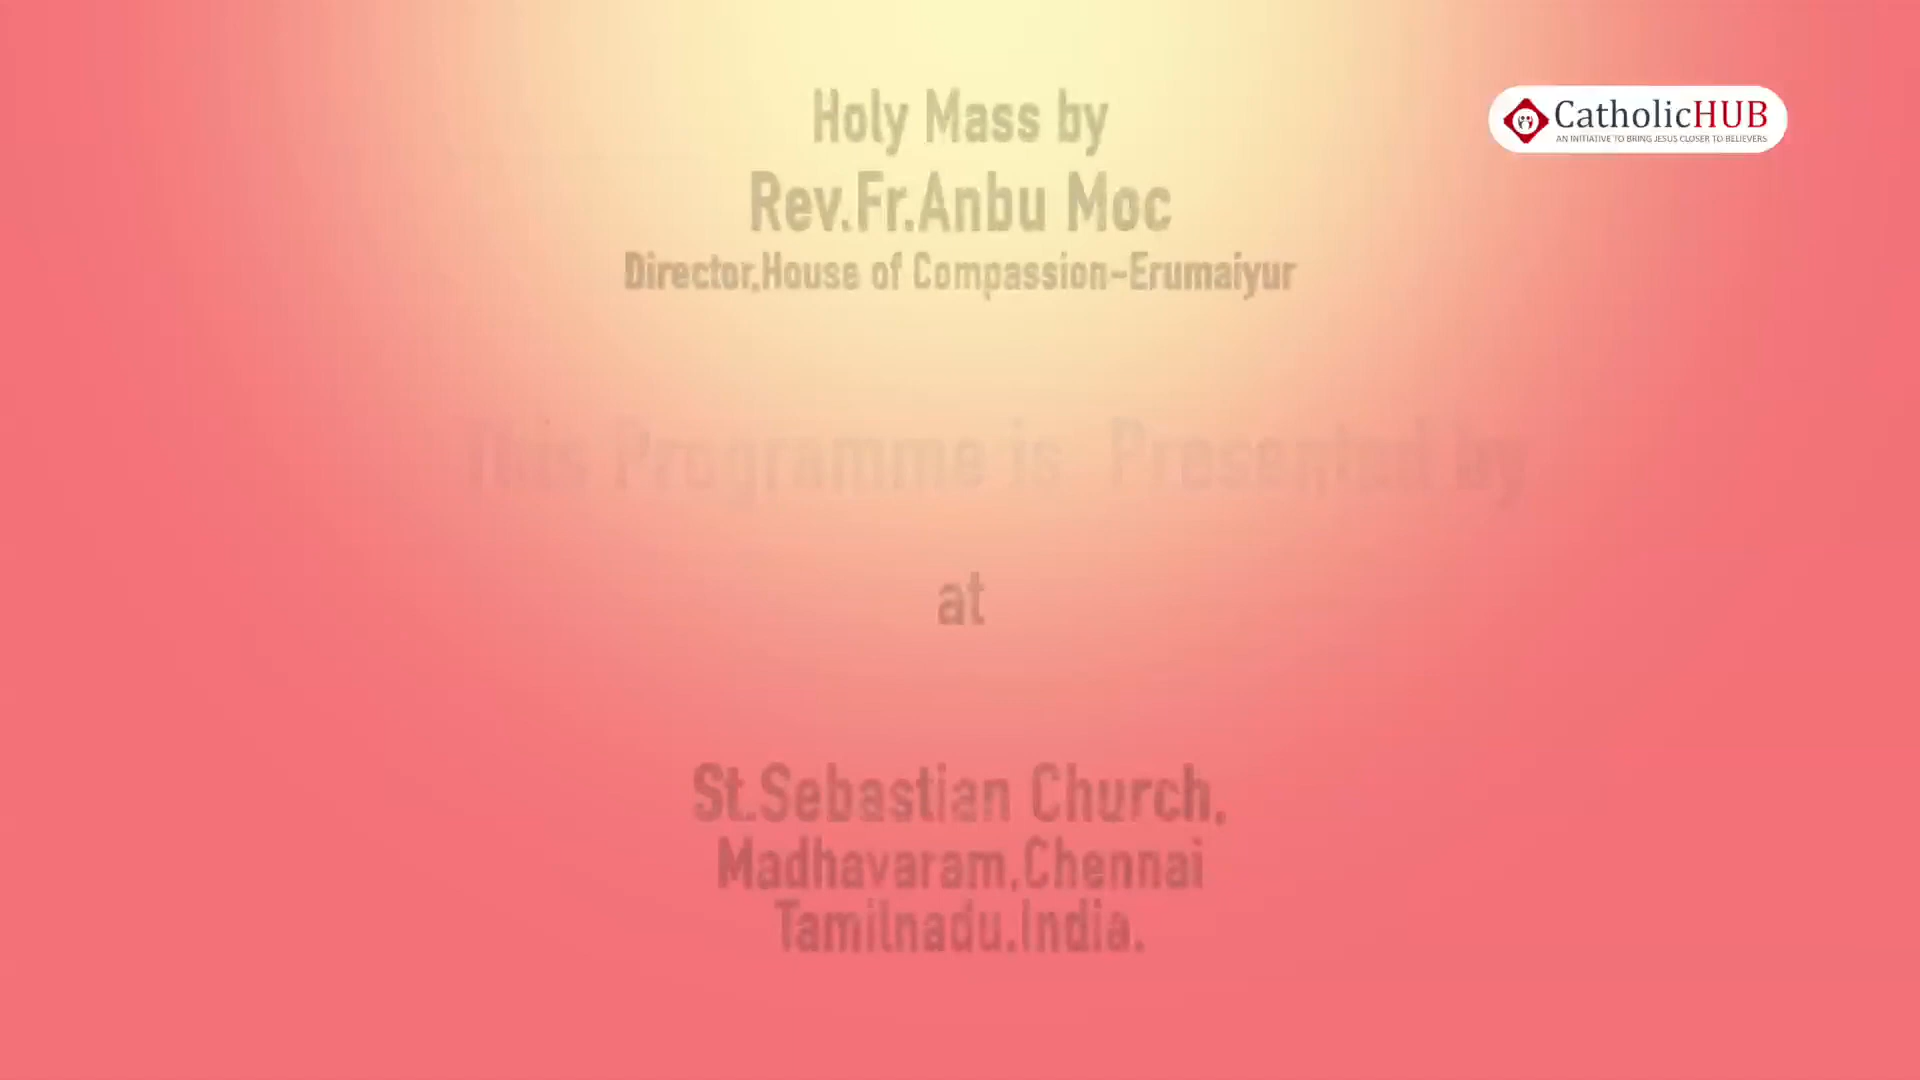 Holy Mass by
CatholicHUB
AN INITIATIVE TO BRING JESUS CLOSER TO BELIEVERS
Rev.Fr.Anbu Moc
Director,House of Compassion-Erumaiyur
This Programme is Presented by
at
St.Sebastian Church,
Madhavaram,Chennai
Tamilnadu,India.